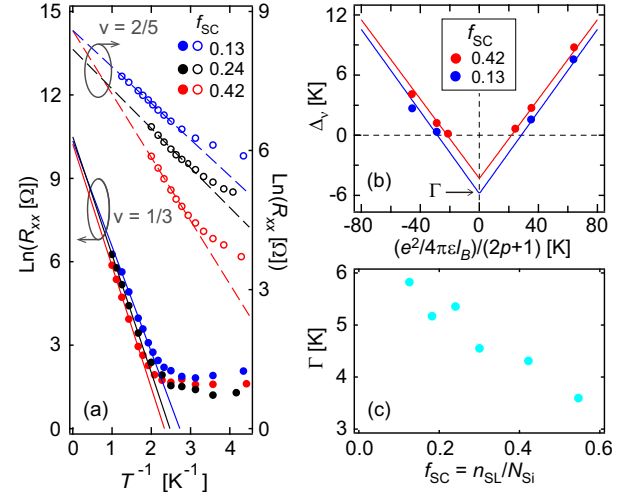 15
12
9
6
3
0
Ln(R_xx [Ω])
0 1 2 3 4
T⁻¹ [K⁻¹]
9
6
3
0
Ln(R_xx [Ω])
ν = 2/5
f_SC
0.13
0.24
0.42
ν = 1/3
(a)
12
6
0
-6
Δ_ν [K]
f_SC
0.42
0.13
Γ
(b)
-80 -40 0 40 80
(e²/4πεl_B)/(2p+1) [K]
6
5
4
3
Γ [K]
(c)
0.0 0.2 0.4 0.6
f_SC = n_SL/N_Si